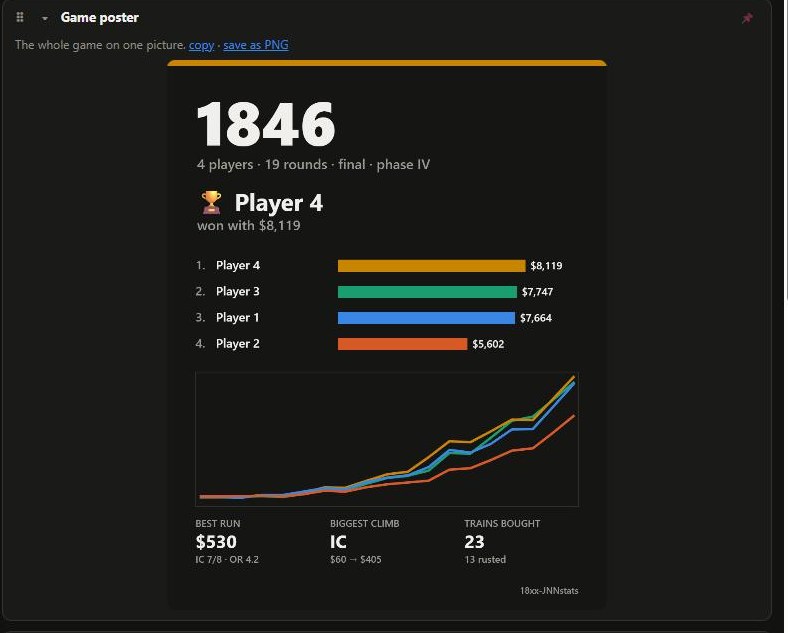 Game poster
The whole game on one picture. copy · save as PNG
1846
4 players · 19 rounds · final · phase IV
Player 4
won with $8,119
1. Player 4 $8,119
2. Player 3 $7,747
3. Player 1 $7,664
4. Player 2 $5,602
BEST RUN BIGGEST CLIMB TRAINS BOUGHT
$530 IC 23
IC 7/8 · OR 4.2 $60 → $405 13 rusted
18xx-JNNstats